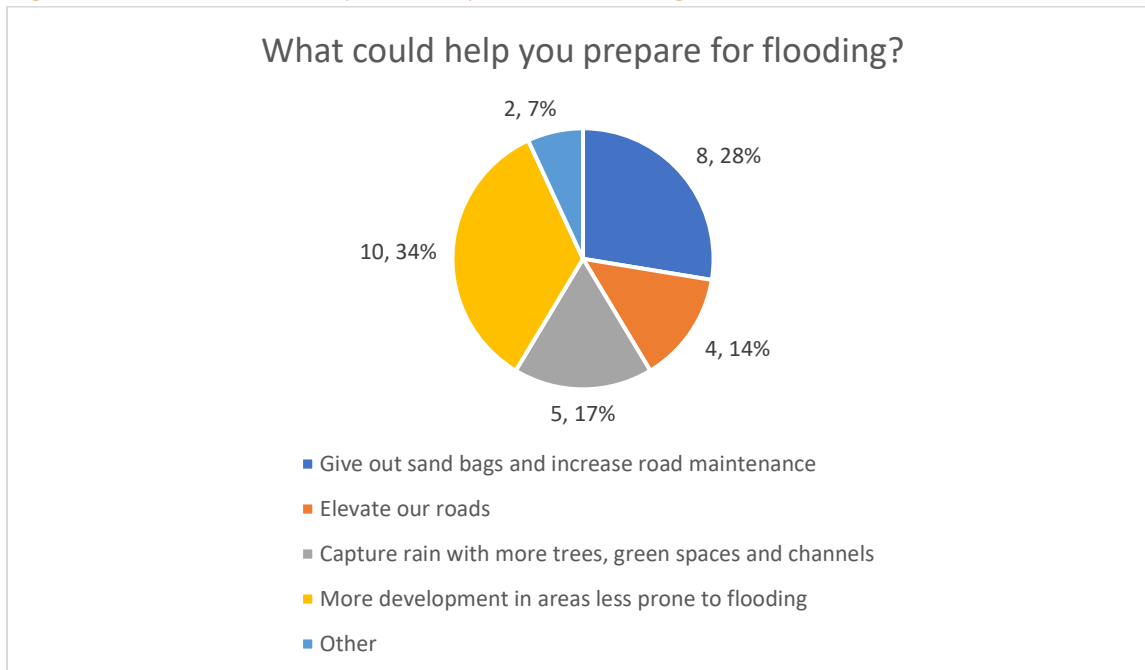 What could help you prepare for flooding?
2, 7%
8, 28%
10, 34%
4, 14%
5, 17%
Give out sand bags and increase road maintenance
Elevate our roads
Capture rain with more trees, green spaces and channels
More development in areas less prone to flooding
Other